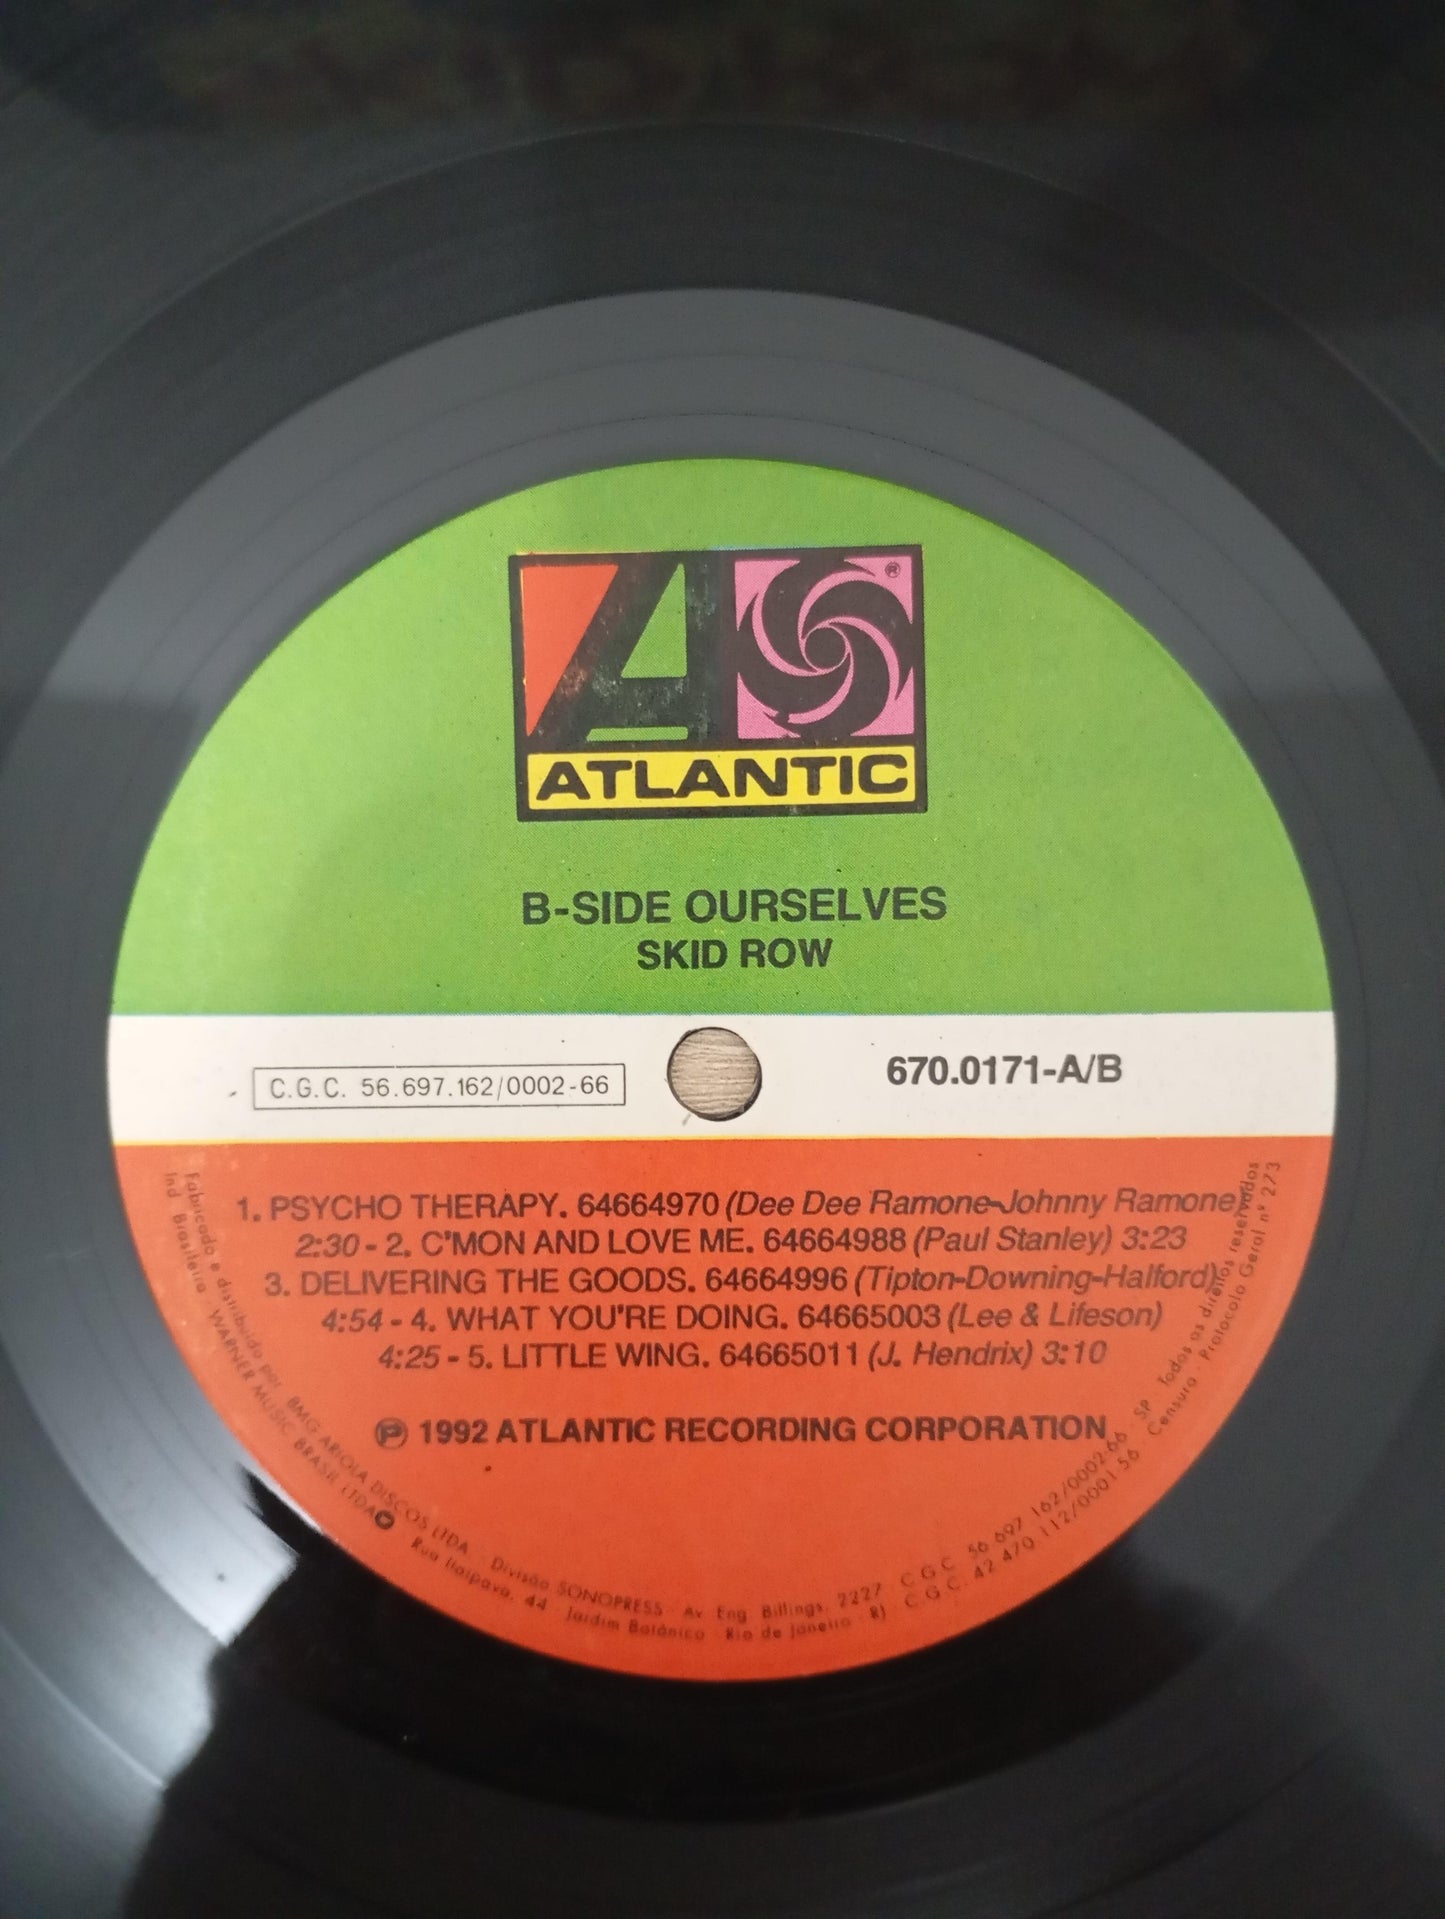 ®
ATLANTIC
B-SIDE OURSELVES
SKID ROW
C.G.C. 56.697.162/0002-66
670.0171-A/B
1. PSYCHO THERAPY. 64664970 (Dee Dee Ramone-Johnny Ramone)
2:30 - 2. C'MON AND LOVE ME. 64664988 (Paul Stanley) 3:23
3. DELIVERING THE GOODS. 64664996 (Tipton-Downing-Halford)
4:54 - 4. WHAT YOU'RE DOING. 64665003 (Lee & Lifeson)
4:25 - 5. LITTLE WING. 64665011 (J. Hendrix) 3:10
℗ 1992 ATLANTIC RECORDING CORPORATION
Fabricado e distribuído por BMG ARIOLA DISCOS LTDA · Divisão SONOPRESS · Av Eng Billings, 2227 C G C 56 697 162/0002-66 · SP · Todos os direitos reservados
Ind Brasileira · WARNER MUSIC BRASIL LTDA Rua Itaipava, 44 Jardim Botânico · Rio de Janeiro · RJ C G C. 42 470 112/0001 56 · Censura · Protocolo Geral nº 273